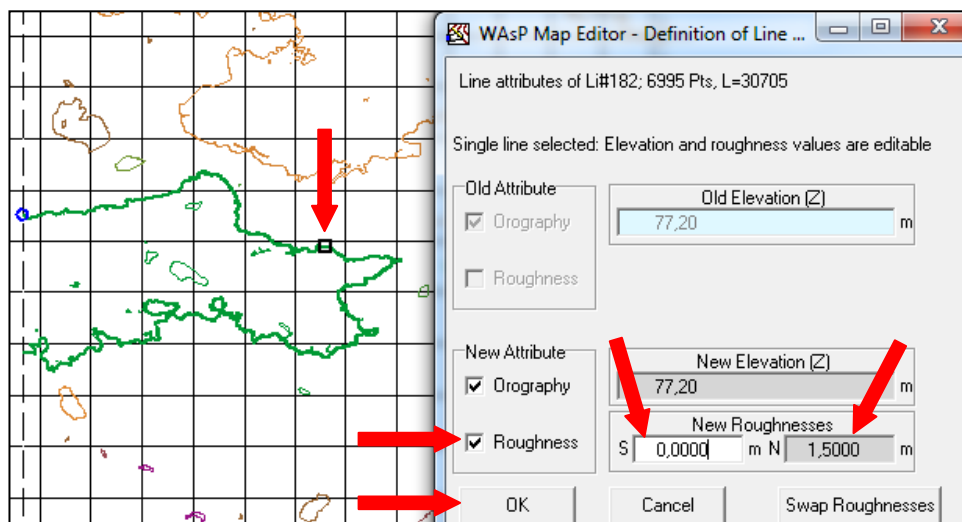 WAsP Map Editor - Definition of Line ...
Line attributes of Li#182; 6995 Pts, L=30705
Single line selected: Elevation and roughness values are editable
Old Attribute
Orography
Roughness
Old Elevation (Z)
77,20 m
New Attribute
Orography
Roughness
New Elevation (Z)
77,20 m
New Roughnesses
S 0,0000 m N 1,5000 m
OK Cancel Swap Roughnesses